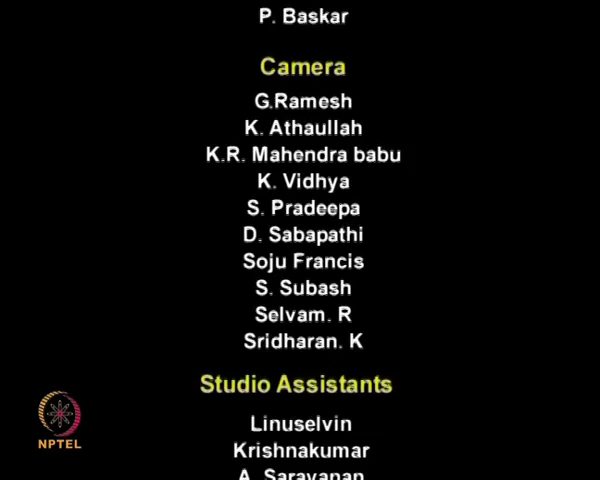 P. Baskar
Camera
G.Ramesh
K. Athaullah
K.R. Mahendra babu
K. Vidhya
S. Pradeepa
D. Sabapathi
Soju Francis
S. Subash
Selvam. R
Sridharan. K
Studio Assistants
Linuselvin
Krishnakumar
A. Saravanan
NPTEL